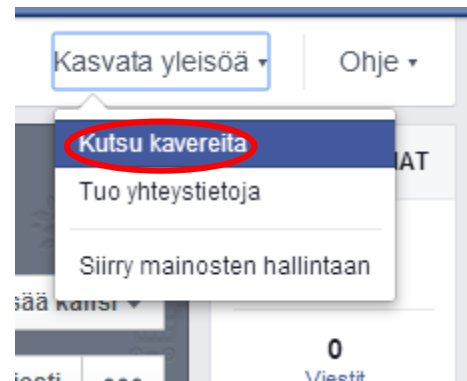 Kasvata yleisöä Ohje
Kutsu kavereita
Tuo yhteystietoja
Siirry mainosten hallintaan
0
Viestit